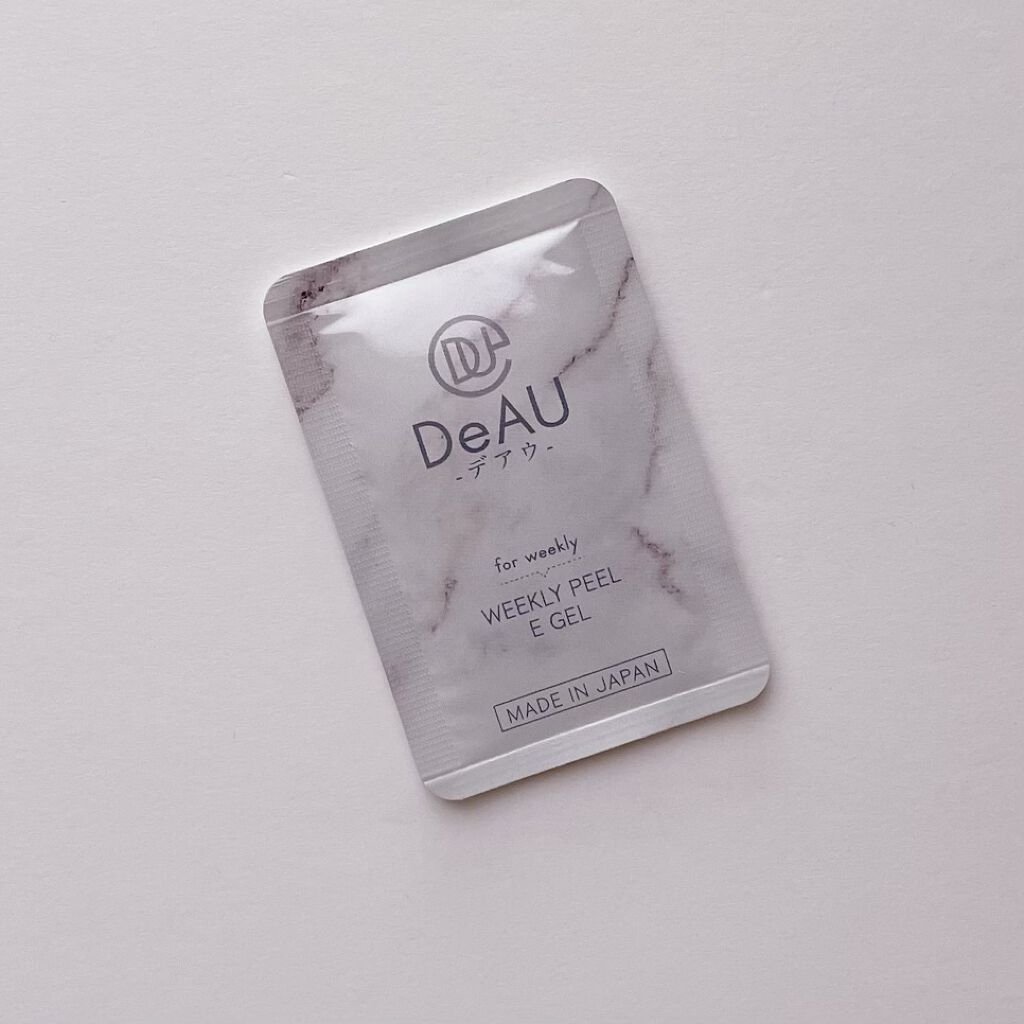 DeAU
-デアウ-
for weekly
WEEKLY PEEL
E GEL
MADE IN JAPAN